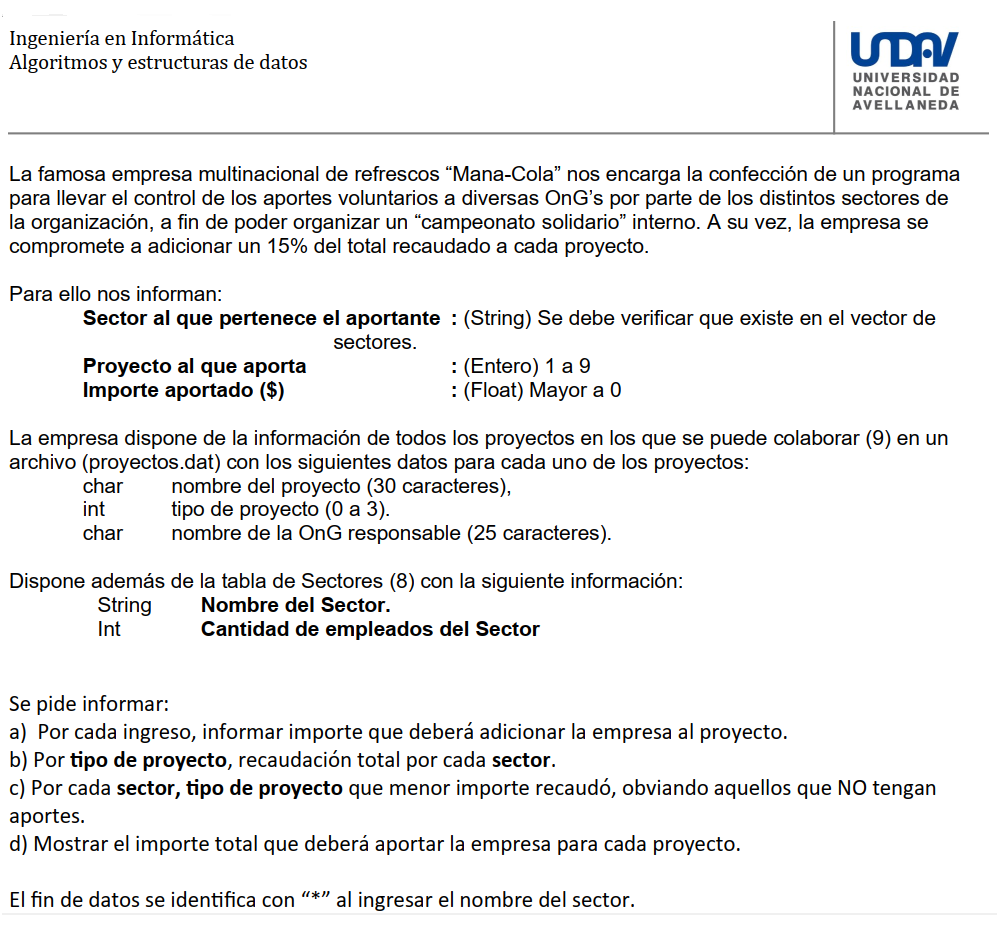 Ingeniería en Informática
Algoritmos y estructuras de datos
UNDAV
UNIVERSIDAD
NACIONAL DE
AVELLANEDA
La famosa empresa multinacional de refrescos “Mana-Cola” nos encarga la confección de un programa
para llevar el control de los aportes voluntarios a diversas OnG’s por parte de los distintos sectores de
la organización, a fin de poder organizar un “campeonato solidario” interno. A su vez, la empresa se
compromete a adicionar un 15% del total recaudado a cada proyecto.
Para ello nos informan:
Sector al que pertenece el aportante : (String) Se debe verificar que existe en el vector de
sectores.
Proyecto al que aporta : (Entero) 1 a 9
Importe aportado ($) : (Float) Mayor a 0
La empresa dispone de la información de todos los proyectos en los que se puede colaborar (9) en un
archivo (proyectos.dat) con los siguientes datos para cada uno de los proyectos:
char nombre del proyecto (30 caracteres),
int tipo de proyecto (0 a 3).
char nombre de la OnG responsable (25 caracteres).
Dispone además de la tabla de Sectores (8) con la siguiente información:
String Nombre del Sector.
Int Cantidad de empleados del Sector
Se pide informar:
a) Por cada ingreso, informar importe que deberá adicionar la empresa al proyecto.
b) Por tipo de proyecto, recaudación total por cada sector.
c) Por cada sector, tipo de proyecto que menor importe recaudó, obviando aquellos que NO tengan
aportes.
d) Mostrar el importe total que deberá aportar la empresa para cada proyecto.
El fin de datos se identifica con “*” al ingresar el nombre del sector.